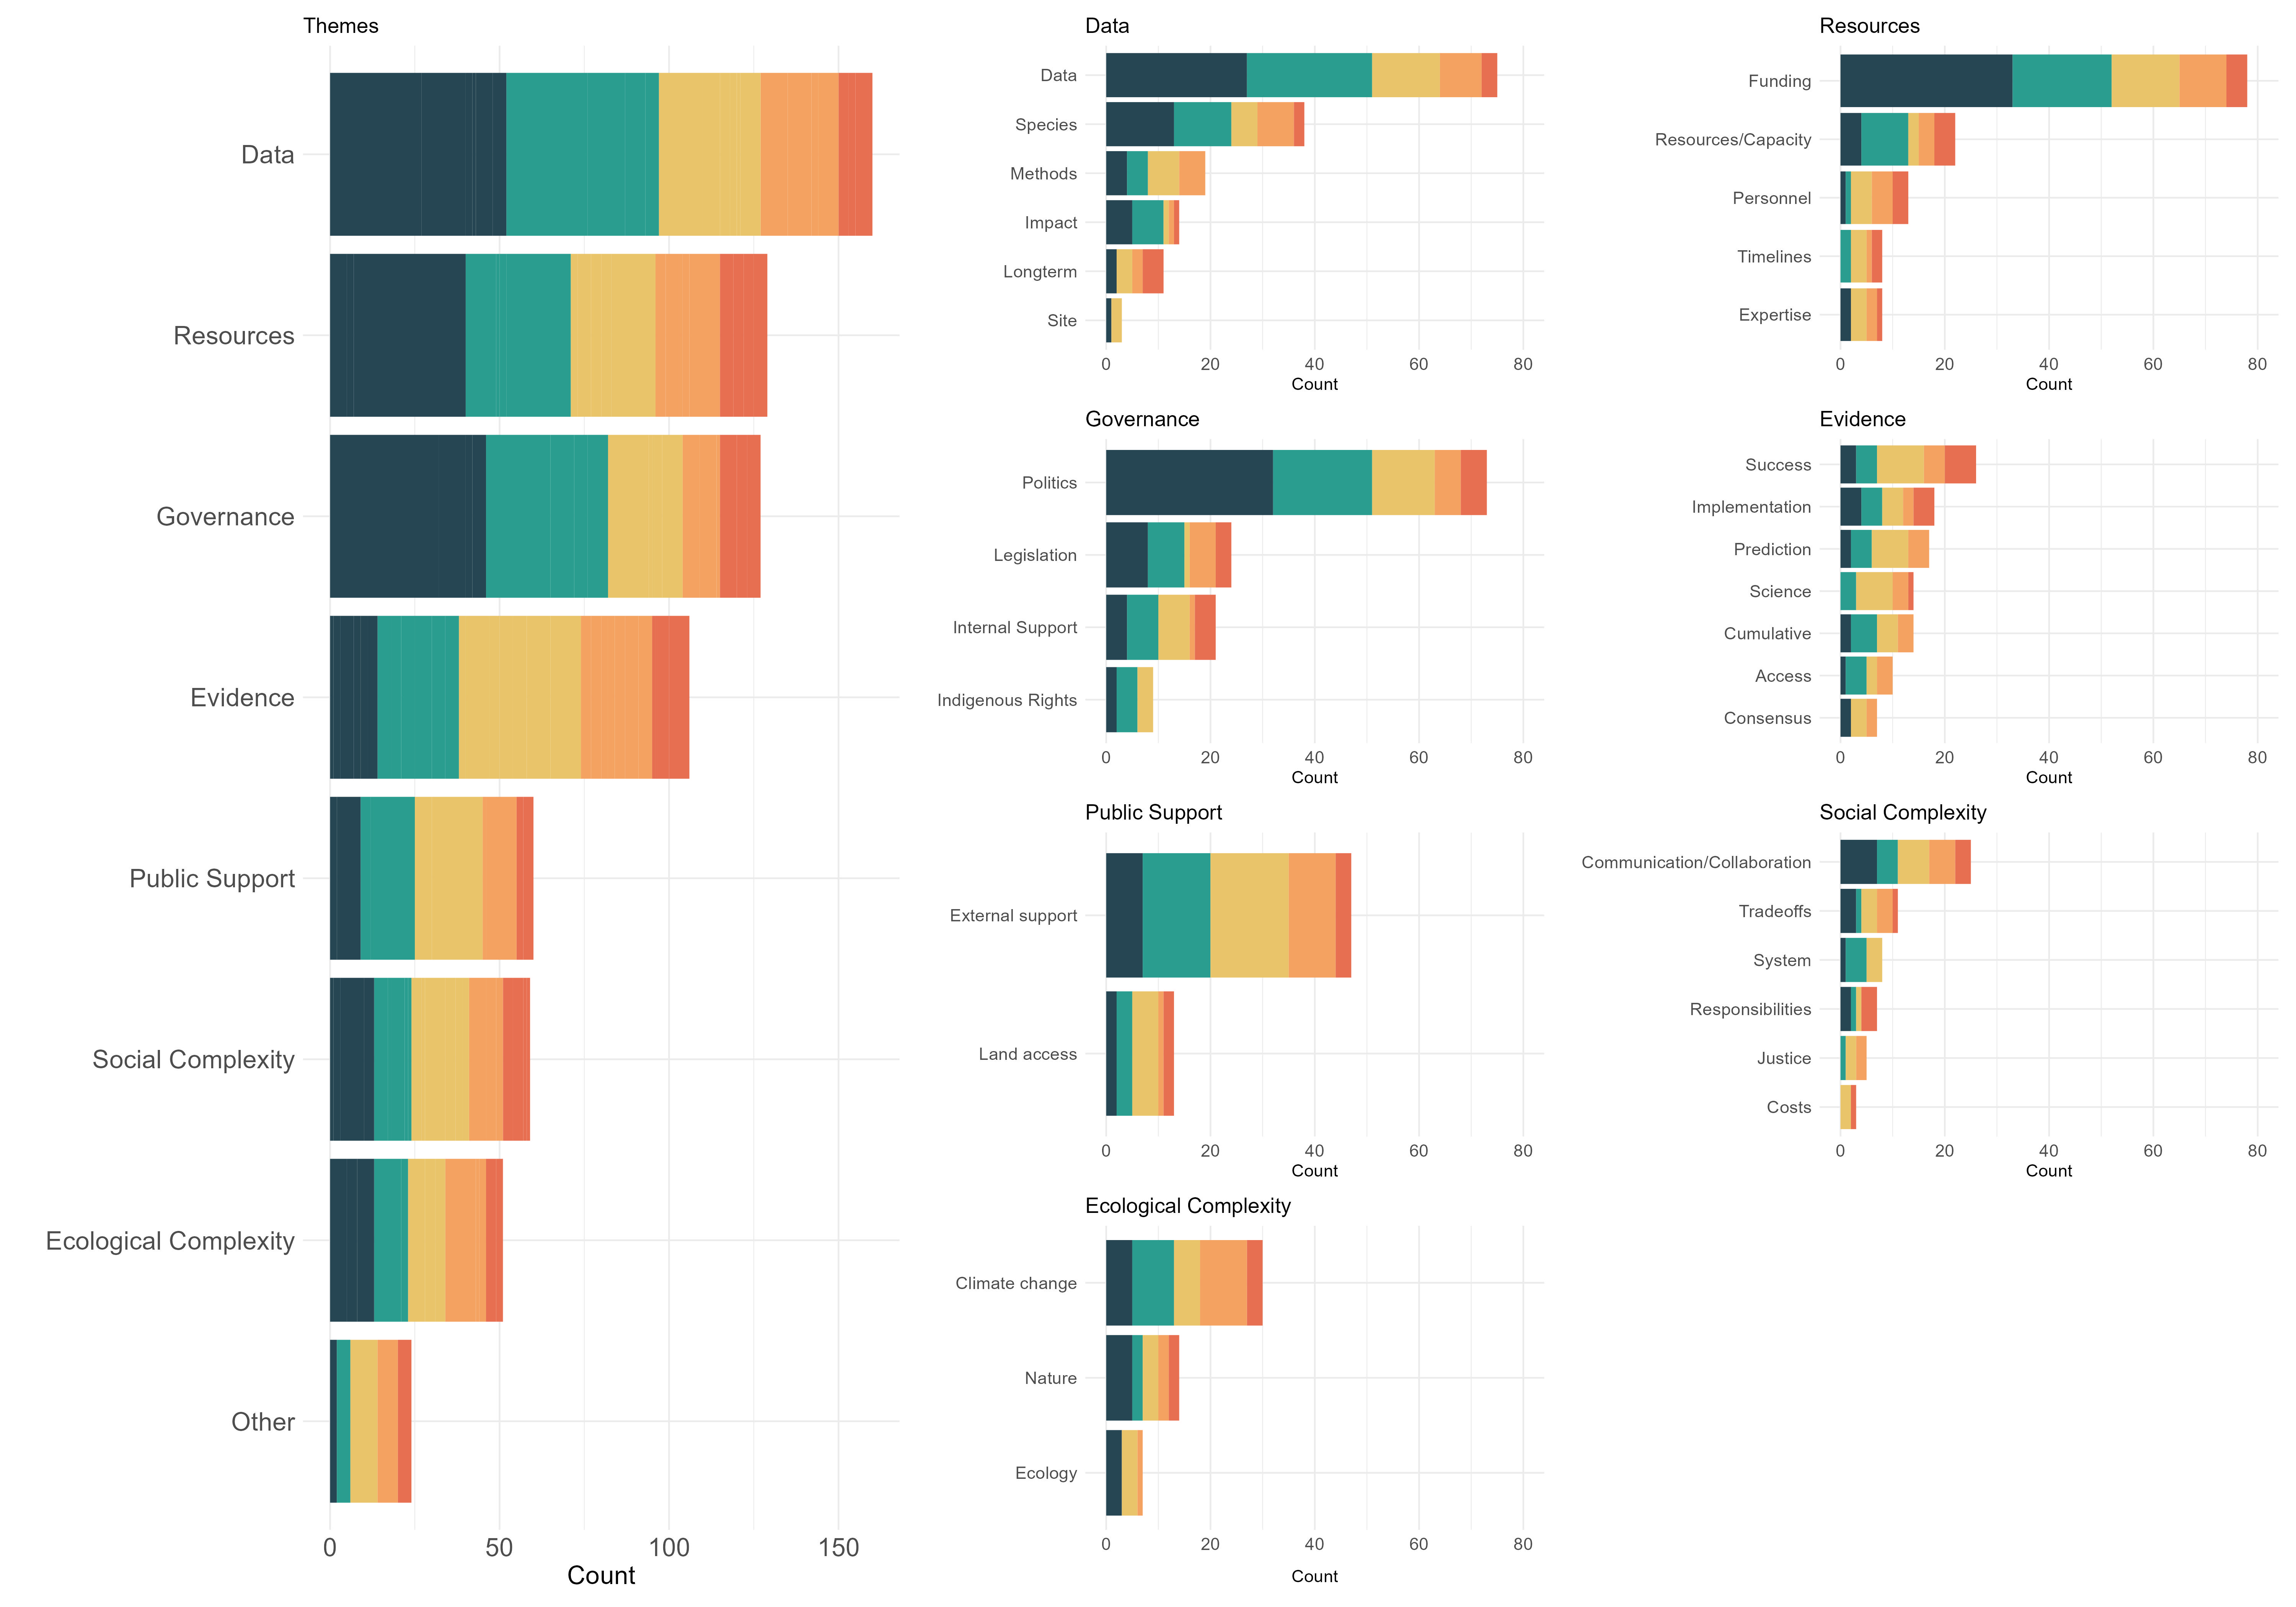 Themes
Data
Resources
Governance
Evidence
Public Support
Social Complexity
Ecological Complexity
Other
0 50 100 150
Count
Data
Data
Species
Methods
Impact
Longterm
Site
0 20 40 60 80
Count
Resources
Funding
Resources/Capacity
Personnel
Timelines
Expertise
0 20 40 60 80
Count
Governance
Politics
Legislation
Internal Support
Indigenous Rights
0 20 40 60 80
Count
Evidence
Success
Implementation
Prediction
Science
Cumulative
Access
Consensus
0 20 40 60 80
Count
Public Support
External support
Land access
0 20 40 60 80
Count
Social Complexity
Communication/Collaboration
Tradeoffs
System
Responsibilities
Justice
Costs
0 20 40 60 80
Count
Ecological Complexity
Climate change
Nature
Ecology
0 20 40 60 80
Count